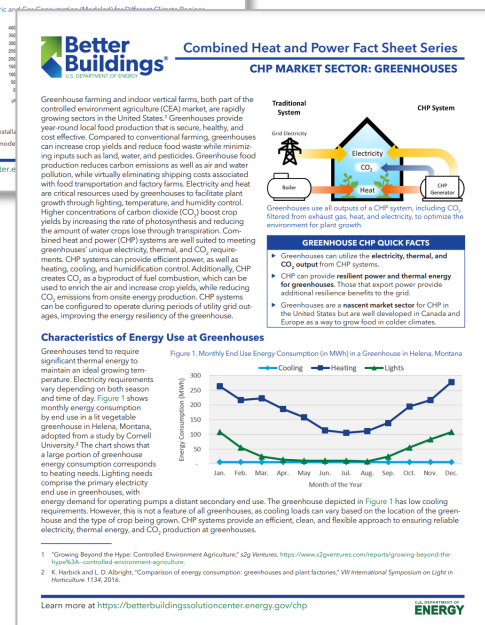 Better
Buildings®
U.S. DEPARTMENT OF ENERGY
Combined Heat and Power Fact Sheet Series
CHP MARKET SECTOR: GREENHOUSES
Greenhouse farming and indoor vertical farms, both part of the
controlled environment agriculture (CEA) market, are rapidly
growing sectors in the United States.¹ Greenhouses provide
year-round local food production that is secure, healthy, and
cost effective. Compared to conventional farming, greenhouses
can increase crop yields and reduce food waste while minimiz-
ing inputs such as land, water, and pesticides. Greenhouse food
production reduces carbon emissions as well as air and water
pollution, while virtually eliminating shipping costs associated
with food transportation and factory farms. Electricity and heat
are critical resources used by greenhouses to facilitate plant
growth through lighting, temperature, and humidity control.
Higher concentrations of carbon dioxide (CO₂) boost crop
yields by increasing the rate of photosynthesis and reducing
the amount of water crops lose through transpiration. Com-
bined heat and power (CHP) systems are well suited to meeting
greenhouses' unique electricity, thermal, and CO₂ require-
ments. CHP systems can provide efficient power, as well as
heating, cooling, and humidification control. Additionally, CHP
creates CO₂ as a byproduct of fuel combustion, which can be
used to enrich the air and increase crop yields, while reducing
CO₂ emissions from onsite energy production. CHP systems
can be configured to operate during periods of utility grid out-
ages, improving the energy resiliency of the greenhouse.
Traditional
System
CHP System
Grid Electricity
Electricity
CO₂
Boiler
Heat
CHP
Generator
Greenhouses use all outputs of a CHP system, including CO₂
filtered from exhaust gas, heat, and electricity, to optimize the
environment for plant growth.
GREENHOUSE CHP QUICK FACTS
▶ Greenhouses can utilize the electricity, thermal, and
CO₂ output from CHP systems.
▶ CHP can provide resilient power and thermal energy
for greenhouses. Those that export power provide
additional resilience benefits to the grid.
▶ Greenhouses are a nascent market sector for CHP in
the United States but are well developed in Canada and
Europe as a way to grow food in colder climates.
Characteristics of Energy Use at Greenhouses
Greenhouses tend to require
significant thermal energy to
maintain an ideal growing tem-
perature. Electricity requirements
vary depending on both season
and time of day. Figure 1 shows
monthly energy consumption
by end use in a lit vegetable
greenhouse in Helena, Montana,
adopted from a study by Cornell
University.² The chart shows that
a large portion of greenhouse
energy consumption corresponds
to heating needs. Lighting needs
comprise the primary electricity
end use in greenhouses, with
energy demand for operating pumps a distant secondary end use. The greenhouse depicted in Figure 1 has low cooling
requirements. However, this is not a feature of all greenhouses, as cooling loads can vary based on the location of the green-
house and the type of crop being grown. CHP systems provide an efficient, clean, and flexible approach to ensuring reliable
electricity, thermal energy, and CO₂ production at greenhouses.
Figure 1. Monthly End Use Energy Consumption (in MWh) in a Greenhouse in Helena, Montana
Cooling Heating Lights
Energy Consumption (MWh)
300
250
200
150
100
50
-
Jan. Feb. Mar. Apr. May Jun. Jul. Aug. Sep. Oct. Nov. Dec.
Month of the Year
1 "Growing Beyond the Hype: Controlled Environment Agriculture," s2g Ventures. https://www.s2gventures.com/reports/growing-beyond-the-
hype%3A--controlled-environment-agriculture.
2 K. Harbick and L. D. Albright, "Comparison of energy consumption: greenhouses and plant factories," VIII International Symposium on Light in
Horticulture 1134, 2016.
Learn more at https://betterbuildingssolutioncenter.energy.gov/chp
U.S. DEPARTMENT OF
ENERGY